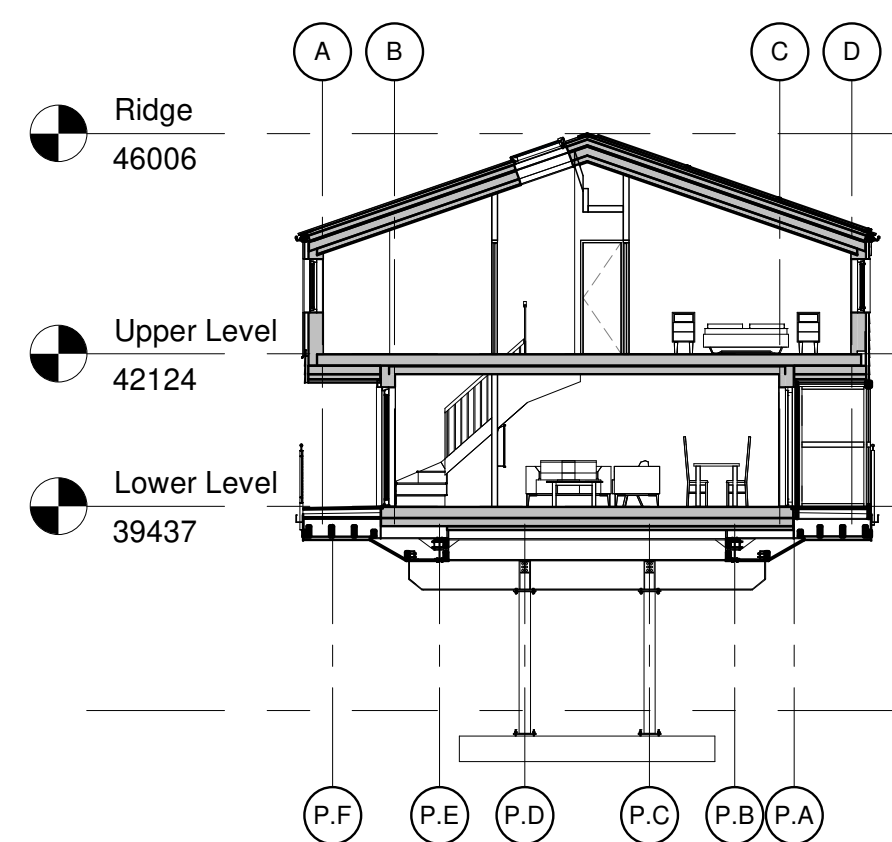 A B C D
Ridge
46006
Upper Level
42124
Lower Level
39437
P.F P.E P.D P.C P.B P.A